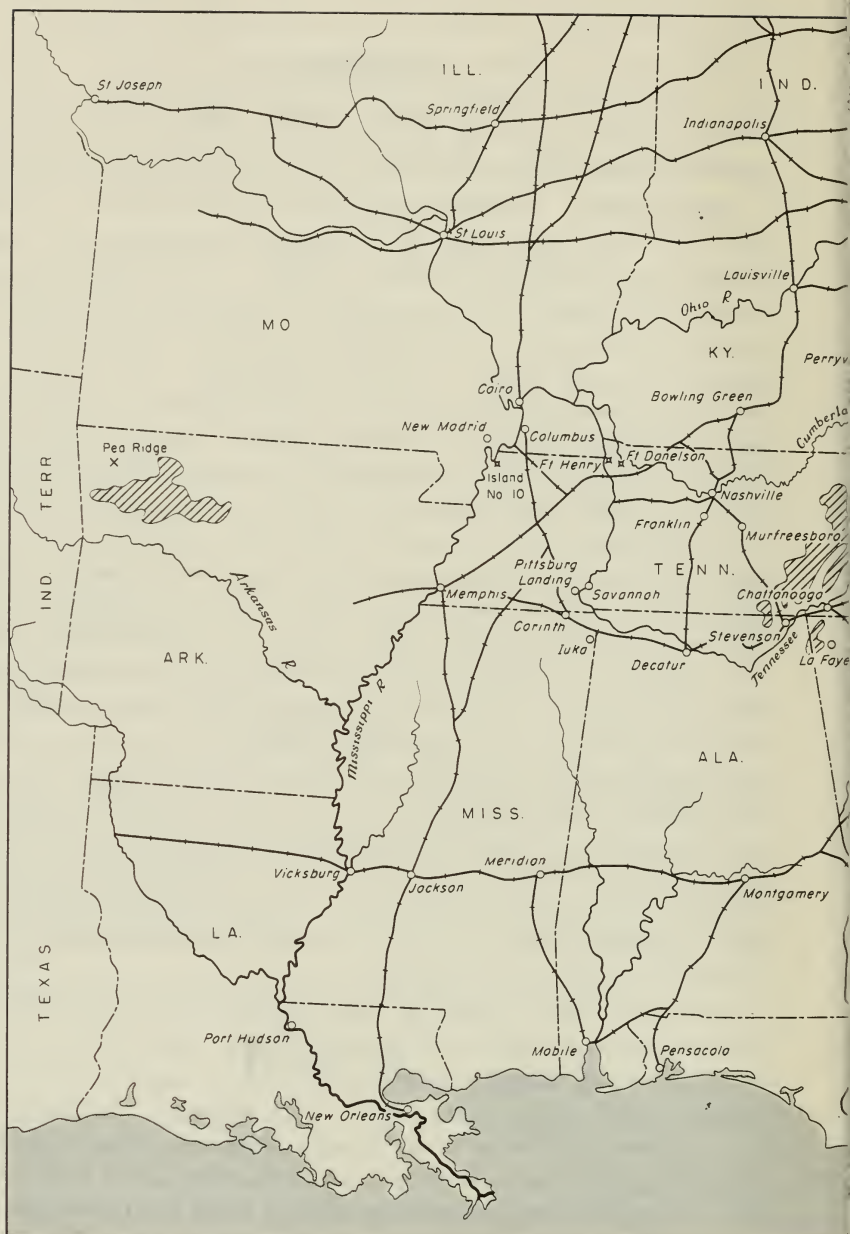 St Joseph
ILL.
IND.
Springfield
Indianapolis
St Louis
Louisville
Ohio R
MO
KY.
Cairo
Bowling Green
New Madrid
Columbus
Pea Ridge
Ft Henry
Ft Donelson
Island
No 10
Nashville
IND. TERR
Franklin
Murfreesboro
Pittsburg
Landing
TENN.
Memphis
Savannah
Chattanooga
Arkansas R
Corinth
Stevenson
Iuka
Decatur
Tennessee
ARK.
Mississippi R
ALA.
MISS.
Vicksburg
Jackson
Meridian
Montgomery
LA.
TEXAS
Port Hudson
Mobile
Pensacola
New Orleans